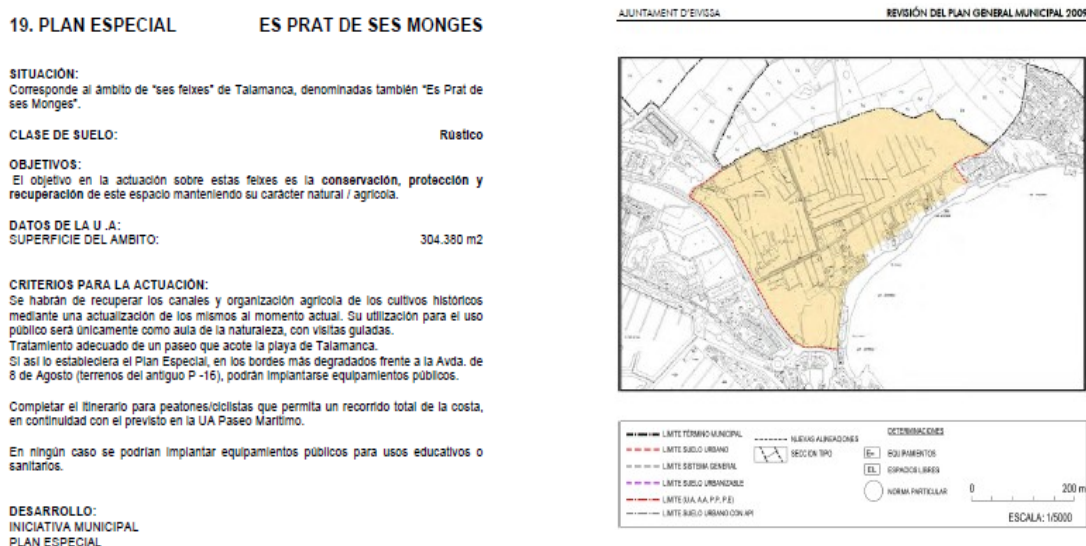 19. PLAN ESPECIAL ES PRAT DE SES MONGES
SITUACIÓN:
Corresponde al ámbito de “ses feixes” de Talamanca, denominadas también “Es Prat de
ses Monges”.
CLASE DE SUELO: Rústico
OBJETIVOS:
El objetivo en la actuación sobre estas feixes es la conservación, protección y
recuperación de este espacio manteniendo su carácter natural / agrícola.
DATOS DE LA U .A:
SUPERFICIE DEL AMBITO: 304.380 m2
CRITERIOS PARA LA ACTUACIÓN:
Se habrán de recuperar los canales y organización agrícola de los cultivos históricos
mediante una actualización de los mismos al momento actual. Su utilización para el uso
público será únicamente como aula de la naturaleza, con visitas guiadas.
Tratamiento adecuado de un paseo que acote la playa de Talamanca.
Si así lo estableciera el Plan Especial, en los bordes más degradados frente a la Avda. de
8 de Agosto (terrenos del antiguo P -16), podrán implantarse equipamientos públicos.
Completar el itinerario para peatones/ciclistas que permita un recorrido total de la costa,
en continuidad con el previsto en la UA Paseo Marítimo.
En ningún caso se podrían implantar equipamientos públicos para usos educativos o
sanitarios.
DESARROLLO:
INICIATIVA MUNICIPAL
PLAN ESPECIAL
AJUNTAMENT D'EIVISSA REVISIÓN DEL PLAN GENERAL MUNICIPAL 2009
LIMITE TÉRMINO MUNICIPAL
LIMITE SUELO URBANO
LIMITE SISTEMA GENERAL
LIMITE SUELO URBANIZABLE
LIMITE (U.A, A.A, P.P, P.E)
LIMITE SUELO URBANO CON API
NUEVAS ALINEACIONES
SECCION TIPO
DETERMINACIONES
EQUIPAMIENTOS
EL ESPACIOS LIBRES
NORMA PARTICULAR
0 200 m
ESCALA: 1/5000